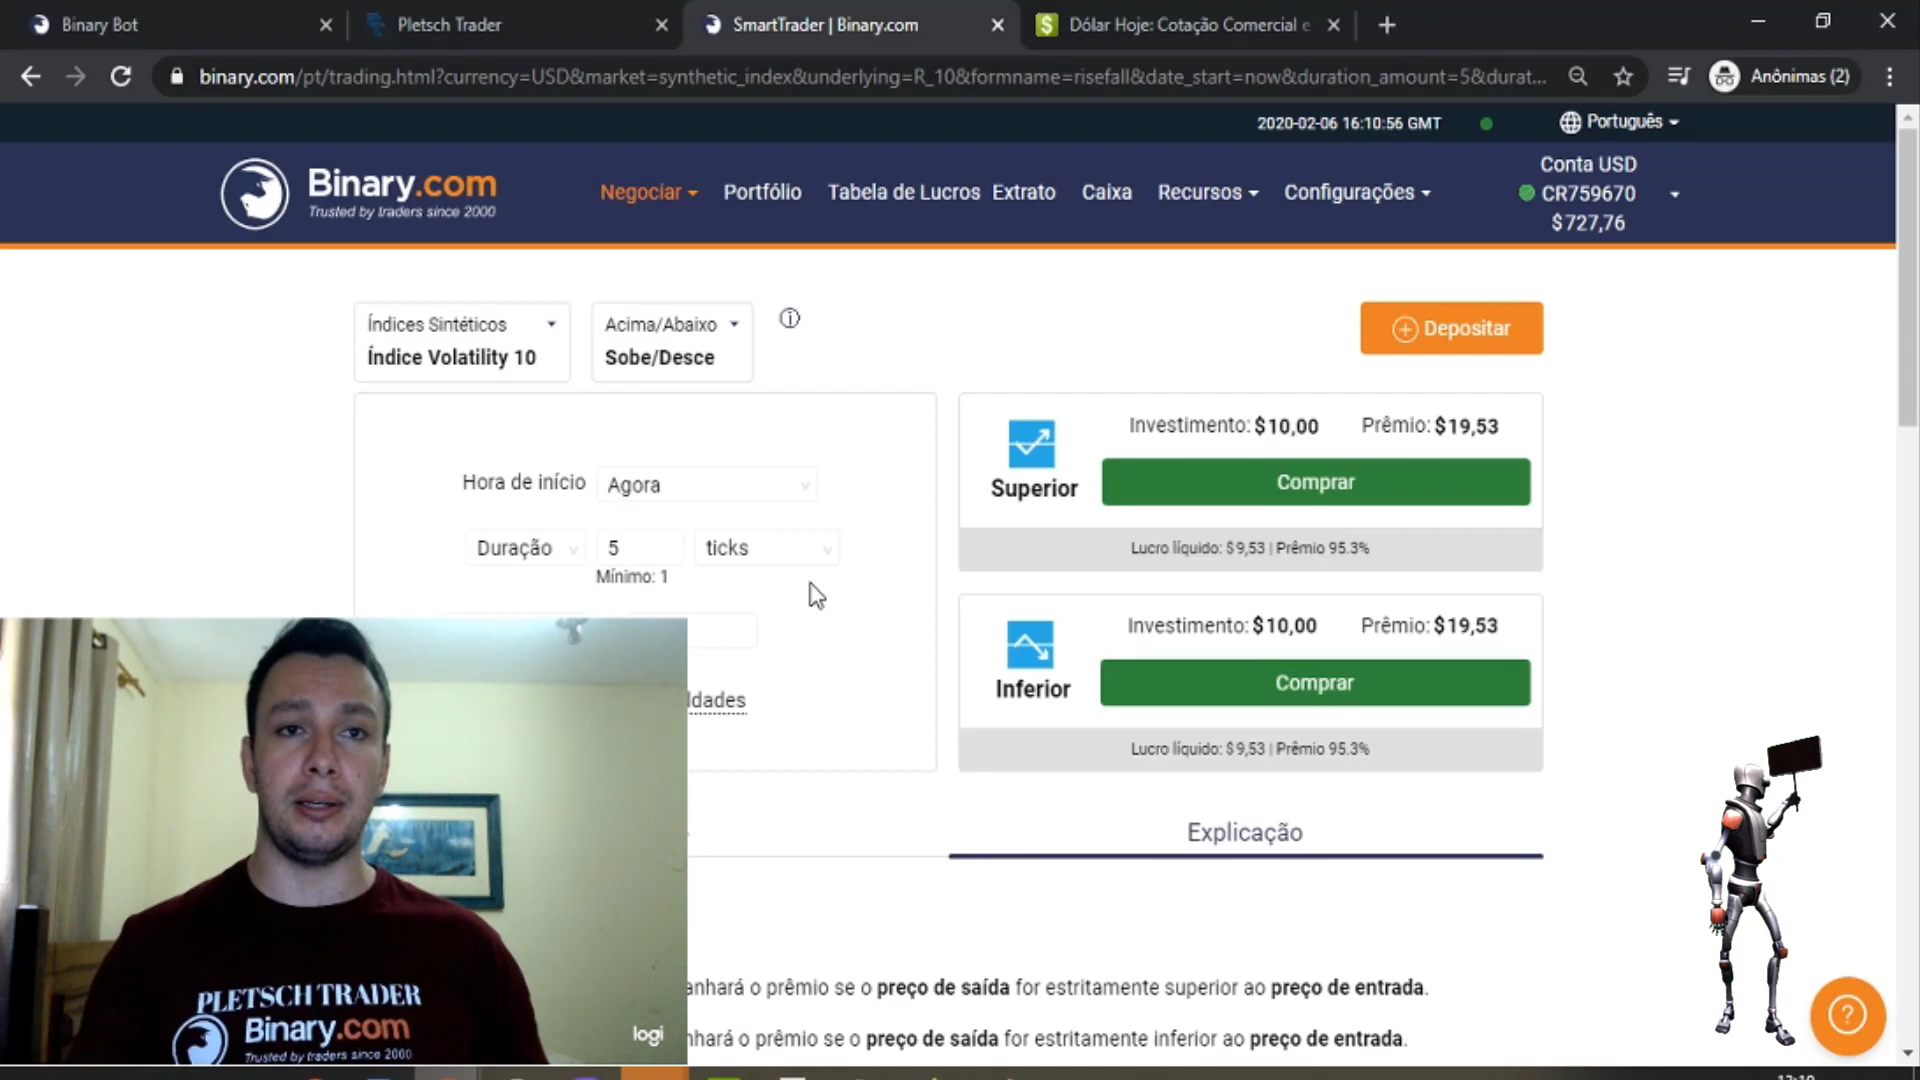 Binary Bot
Pletsch Trader
SmartTrader | Binary.com
Dólar Hoje: Cotação Comercial e
binary.com/pt/trading.html?currency=USD&market=synthetic_index&underlying=R_10&formname=risefall&date_start=now&duration_amount=5&durat...
Anônimas (2)
2020-02-06 16:10:56 GMT
Português
Binary.com
Trusted by traders since 2000
Negociar
Portfólio
Tabela de Lucros
Extrato
Caixa
Recursos
Configurações
Conta USD
CR759670
$727,76
Índices Sintéticos
Índice Volatility 10
Acima/Abaixo
Sobe/Desce
Depositar
Hora de início
Agora
Duração
5
ticks
Mínimo: 1
ldades
Investimento: $10,00 Prêmio: $19,53
Superior
Comprar
Lucro líquido: $9,53 | Prêmio 95.3%
Investimento: $10,00 Prêmio: $19,53
Inferior
Comprar
Lucro líquido: $9,53 | Prêmio 95.3%
Explicação
anhará o prêmio se o preço de saída for estritamente superior ao preço de entrada.
nhará o prêmio se o preço de saída for estritamente inferior ao preço de entrada.
PLETSCH TRADER
Binary.com
Trusted by traders since 2000
logi